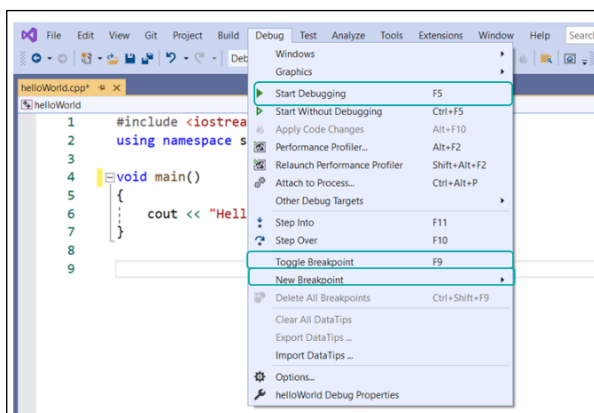 File Edit View Git Project Build Debug Test Analyze Tools Extensions Window Help Searc
Deb
helloWorld.cpp*
helloWorld
1 #include <iostrea
2 using namespace s
3
4 void main()
5 {
6 cout << "Hell
7 }
8
9
Windows
Graphics
Start Debugging F5
Start Without Debugging Ctrl+F5
Apply Code Changes Alt+F10
Performance Profiler... Alt+F2
Relaunch Performance Profiler Shift+Alt+F2
Attach to Process... Ctrl+Alt+P
Other Debug Targets
Step Into F11
Step Over F10
Toggle Breakpoint F9
New Breakpoint
Delete All Breakpoints Ctrl+Shift+F9
Clear All DataTips
Export DataTips ...
Import DataTips ...
Options...
helloWorld Debug Properties